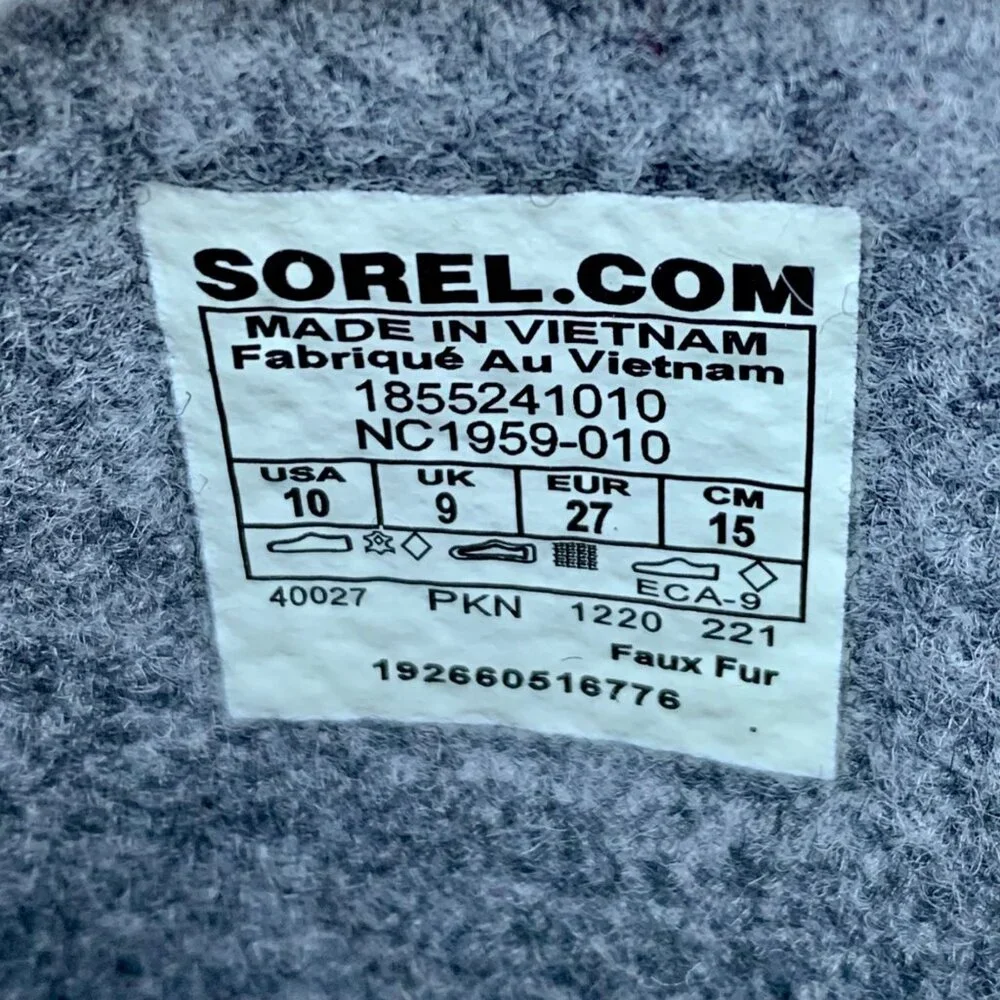 SOREL.COM
MADE IN VIETNAM
Fabriqué Au Vietnam
1855241010
NC1959-010
USA UK EUR CM
10 9 27 15
ECA-9
40027 PKN 1220 221
Faux Fur
192660516776